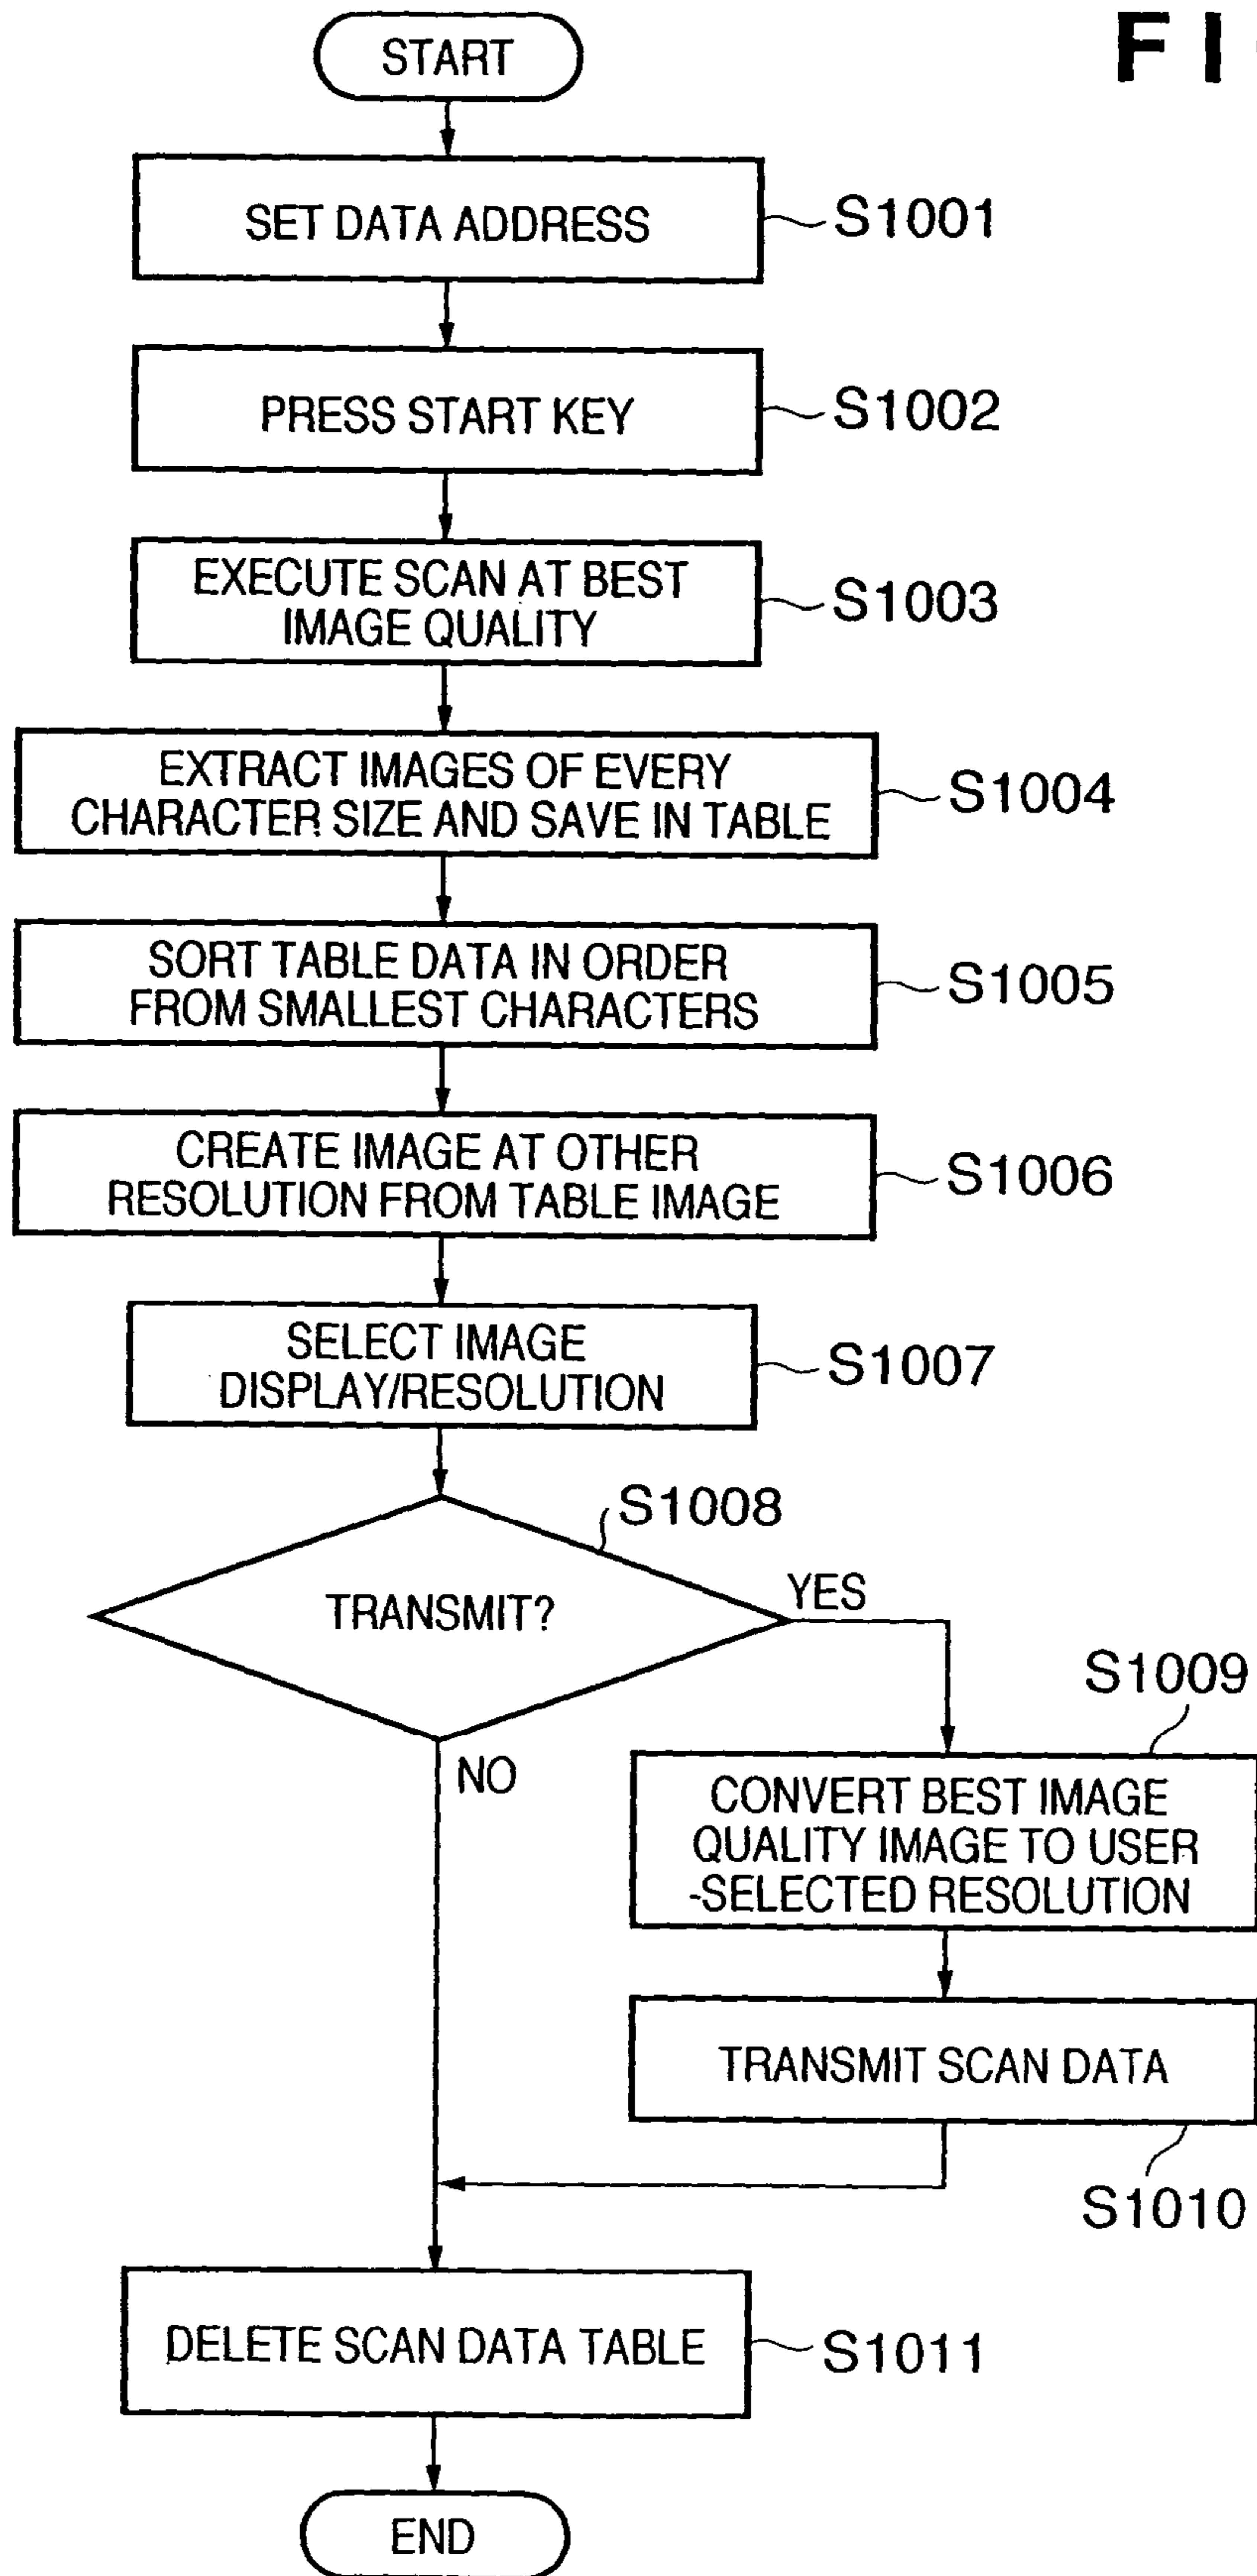 FI
START
SET DATA ADDRESS
S1001
PRESS START KEY
S1002
EXECUTE SCAN AT BEST
IMAGE QUALITY
S1003
EXTRACT IMAGES OF EVERY
CHARACTER SIZE AND SAVE IN TABLE
S1004
SORT TABLE DATA IN ORDER
FROM SMALLEST CHARACTERS
S1005
CREATE IMAGE AT OTHER
RESOLUTION FROM TABLE IMAGE
S1006
SELECT IMAGE
DISPLAY/RESOLUTION
S1007
S1008
TRANSMIT?
YES
NO
S1009
CONVERT BEST IMAGE
QUALITY IMAGE TO USER
-SELECTED RESOLUTION
TRANSMIT SCAN DATA
S1010
DELETE SCAN DATA TABLE
S1011
END